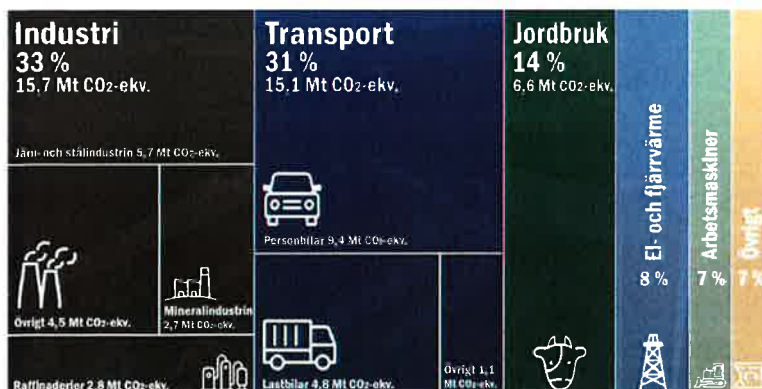 Industri
33 %
15,7 Mt CO2-ekv.
Järn- och stålindustrin 5,7 Mt CO2-ekv.
Övrigt 4,5 Mt CO2-ekv.
Mineralindustrin
2,7 Mt CO2-ekv.
Raffinaderier 2,8 Mt CO2-ekv.
Transport
31 %
15,1 Mt CO2-ekv.
Personbilar 9,4 Mt CO2-ekv.
Lastbilar 4,8 Mt CO2-ekv.
Övrigt 1,1
Mt CO2-ekv.
Jordbruk
14 %
6,6 Mt CO2-ekv.
El- och fjärrvärme
8 %
Arbetsmaskiner
7 %
Övrigt
7 %